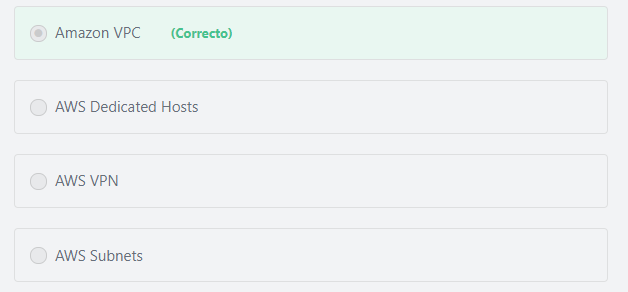 Amazon VPC (Correcto)
AWS Dedicated Hosts
AWS VPN
AWS Subnets